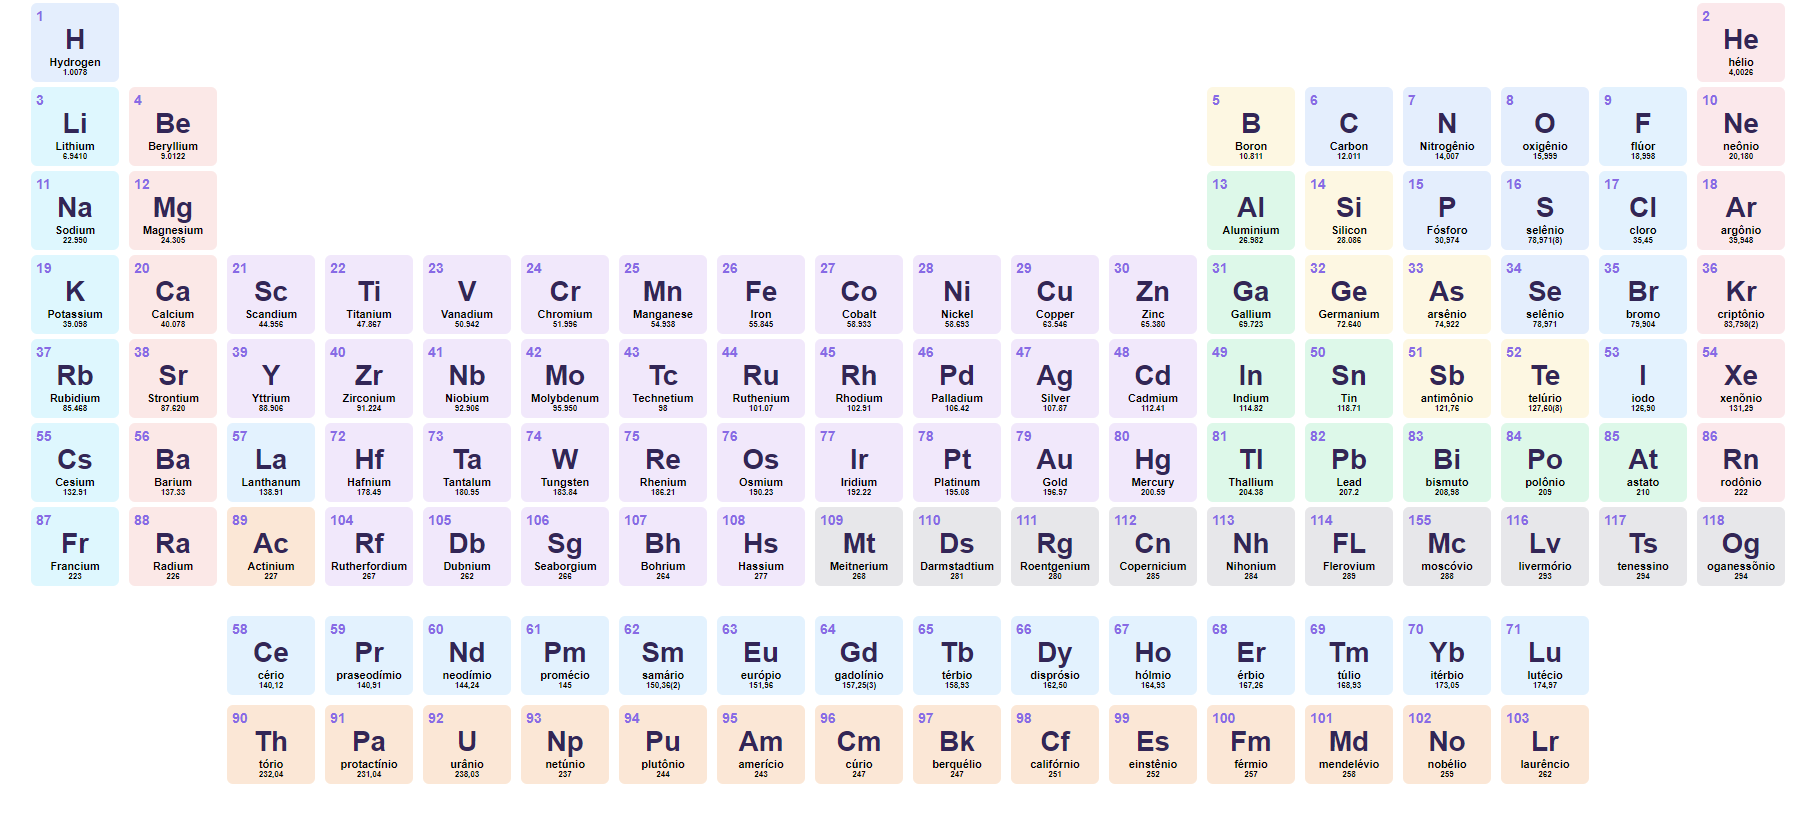 1
H
Hydrogen
1.0078
2
He
hélio
4,0026
3
Li
Lithium
6.9410
4
Be
Beryllium
9.0122
5
B
Boron
10.811
6
C
Carbon
12.011
7
N
Nitrogênio
14,007
8
O
oxigênio
15,999
9
F
flúor
18,998
10
Ne
neônio
20,180
11
Na
Sodium
22.990
12
Mg
Magnesium
24.305
13
Al
Aluminium
26.982
14
Si
Silicon
28.086
15
P
Fósforo
30,974
16
S
selênio
78,971(8)
17
Cl
cloro
35,45
18
Ar
argônio
39,948
19
K
Potassium
39.098
20
Ca
Calcium
40.078
21
Sc
Scandium
44.956
22
Ti
Titanium
47.867
23
V
Vanadium
50.942
24
Cr
Chromium
51.996
25
Mn
Manganese
54.938
26
Fe
Iron
55.845
27
Co
Cobalt
58.933
28
Ni
Nickel
58.693
29
Cu
Copper
63.546
30
Zn
Zinc
65.380
31
Ga
Gallium
69.723
32
Ge
Germanium
72.640
33
As
arsênio
74,922
34
Se
selênio
78,971
35
Br
bromo
79,904
36
Kr
criptônio
83,798(2)
37
Rb
Rubidium
85.468
38
Sr
Strontium
87.620
39
Y
Yttrium
88.906
40
Zr
Zirconium
91.224
41
Nb
Niobium
92.906
42
Mo
Molybdenum
95.950
43
Tc
Technetium
98
44
Ru
Ruthenium
101.07
45
Rh
Rhodium
102.91
46
Pd
Palladium
106.42
47
Ag
Silver
107.87
48
Cd
Cadmium
112.41
49
In
Indium
114.82
50
Sn
Tin
118.71
51
Sb
antimônio
121,76
52
Te
telúrio
127,60(8)
53
I
iodo
126,90
54
Xe
xenônio
131,29
55
Cs
Cesium
132.91
56
Ba
Barium
137.33
57
La
Lanthanum
138.91
72
Hf
Hafnium
178.49
73
Ta
Tantalum
180.95
74
W
Tungsten
183.84
75
Re
Rhenium
186.21
76
Os
Osmium
190.23
77
Ir
Iridium
192.22
78
Pt
Platinum
195.08
79
Au
Gold
196.97
80
Hg
Mercury
200.59
81
Tl
Thallium
204.38
82
Pb
Lead
207.2
83
Bi
bismuto
208,98
84
Po
polônio
209
85
At
astato
210
86
Rn
rodônio
222
87
Fr
Francium
223
88
Ra
Radium
226
89
Ac
Actinium
227
104
Rf
Rutherfordium
267
105
Db
Dubnium
262
106
Sg
Seaborgium
266
107
Bh
Bohrium
264
108
Hs
Hassium
277
109
Mt
Meitnerium
268
110
Ds
Darmstadtium
281
111
Rg
Roentgenium
280
112
Cn
Copernicium
285
113
Nh
Nihonium
284
114
FL
Flerovium
289
155
Mc
moscóvio
288
116
Lv
livermório
293
117
Ts
tenessino
294
118
Og
oganessônio
294
58
Ce
cério
140,12
59
Pr
praseodímio
140,91
60
Nd
neodímio
144,24
61
Pm
promécio
145
62
Sm
samário
150,36(2)
63
Eu
európio
151,96
64
Gd
gadolínio
157,25(3)
65
Tb
térbio
158,93
66
Dy
disprósio
162,50
67
Ho
hólmio
164,93
68
Er
érbio
167,26
69
Tm
túlio
168,93
70
Yb
itérbio
173,05
71
Lu
lutécio
174,97
90
Th
tório
232,04
91
Pa
protactínio
231,04
92
U
urânio
238,03
93
Np
netúnio
237
94
Pu
plutônio
244
95
Am
amerício
243
96
Cm
cúrio
247
97
Bk
berquélio
247
98
Cf
califórnio
251
99
Es
einstênio
252
100
Fm
férmio
257
101
Md
mendelévio
258
102
No
nobélio
259
103
Lr
laurêncio
262